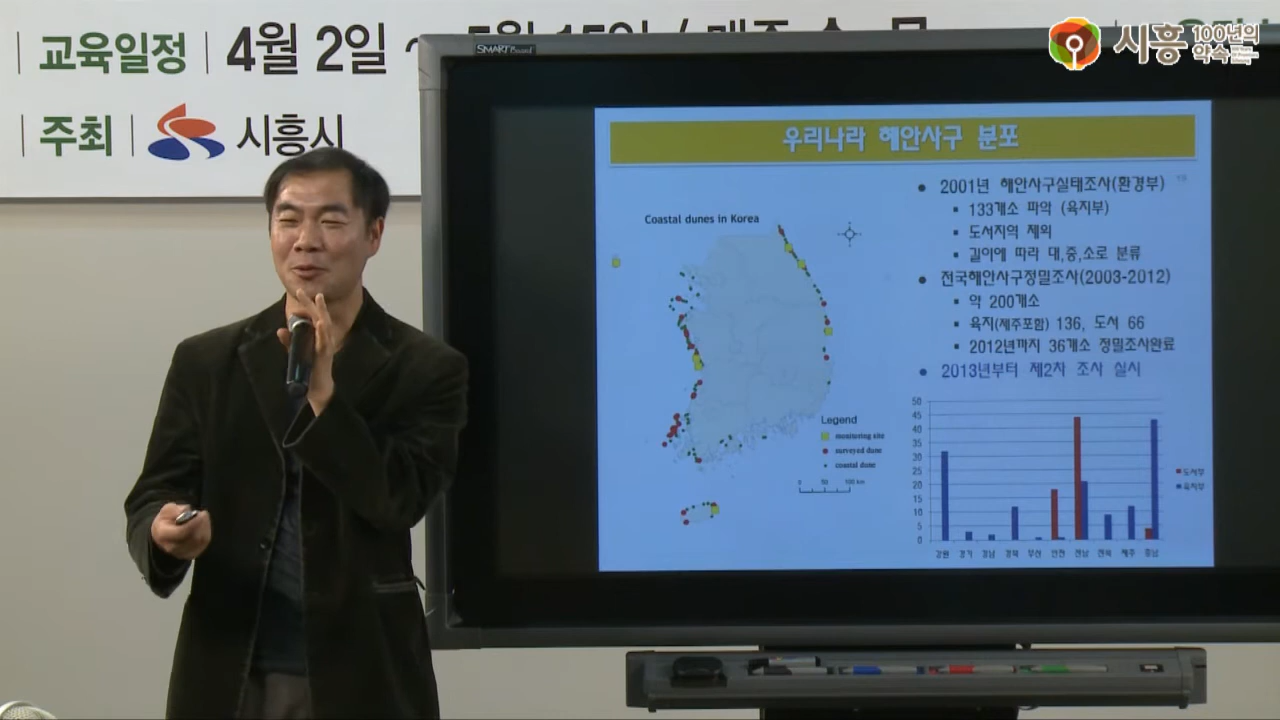 교육일정 4월 2일 ~
주최 시흥시
SMART Board
시흥 100년의 약속
우리나라 해안사구 분포
Coastal dunes in Korea
• 2001년 해안사구실태조사(환경부)
▪ 133개소 파악 (육지부)
▪ 도서지역 제외
▪ 길이에 따라 대,중,소로 분류
• 전국해안사구정밀조사(2003-2012)
▪ 약 200개소
▪ 육지(제주포함) 136, 도서 66
▪ 2012년까지 36개소 정밀조사완료
• 2013년부터 제2차 조사 실시
Legend
monitoring site
surveyed dune
coastal dune
0 50 100 km
50
45
40
35
30
25
20
15
10
5
0
강원 경기 경남 경북 부산 인천 전남 전북 제주 충남
도서부
육지부